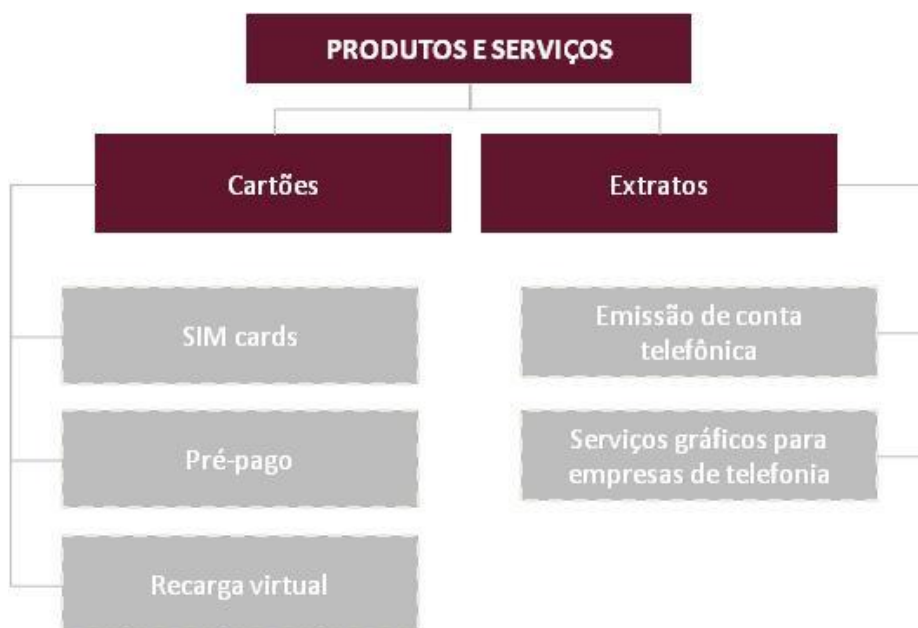 PRODUTOS E SERVIÇOS
Cartões
Extratos
SIM cards
Pré-pago
Recarga virtual
Emissão de conta
telefônica
Serviços gráficos para
empresas de telefonia